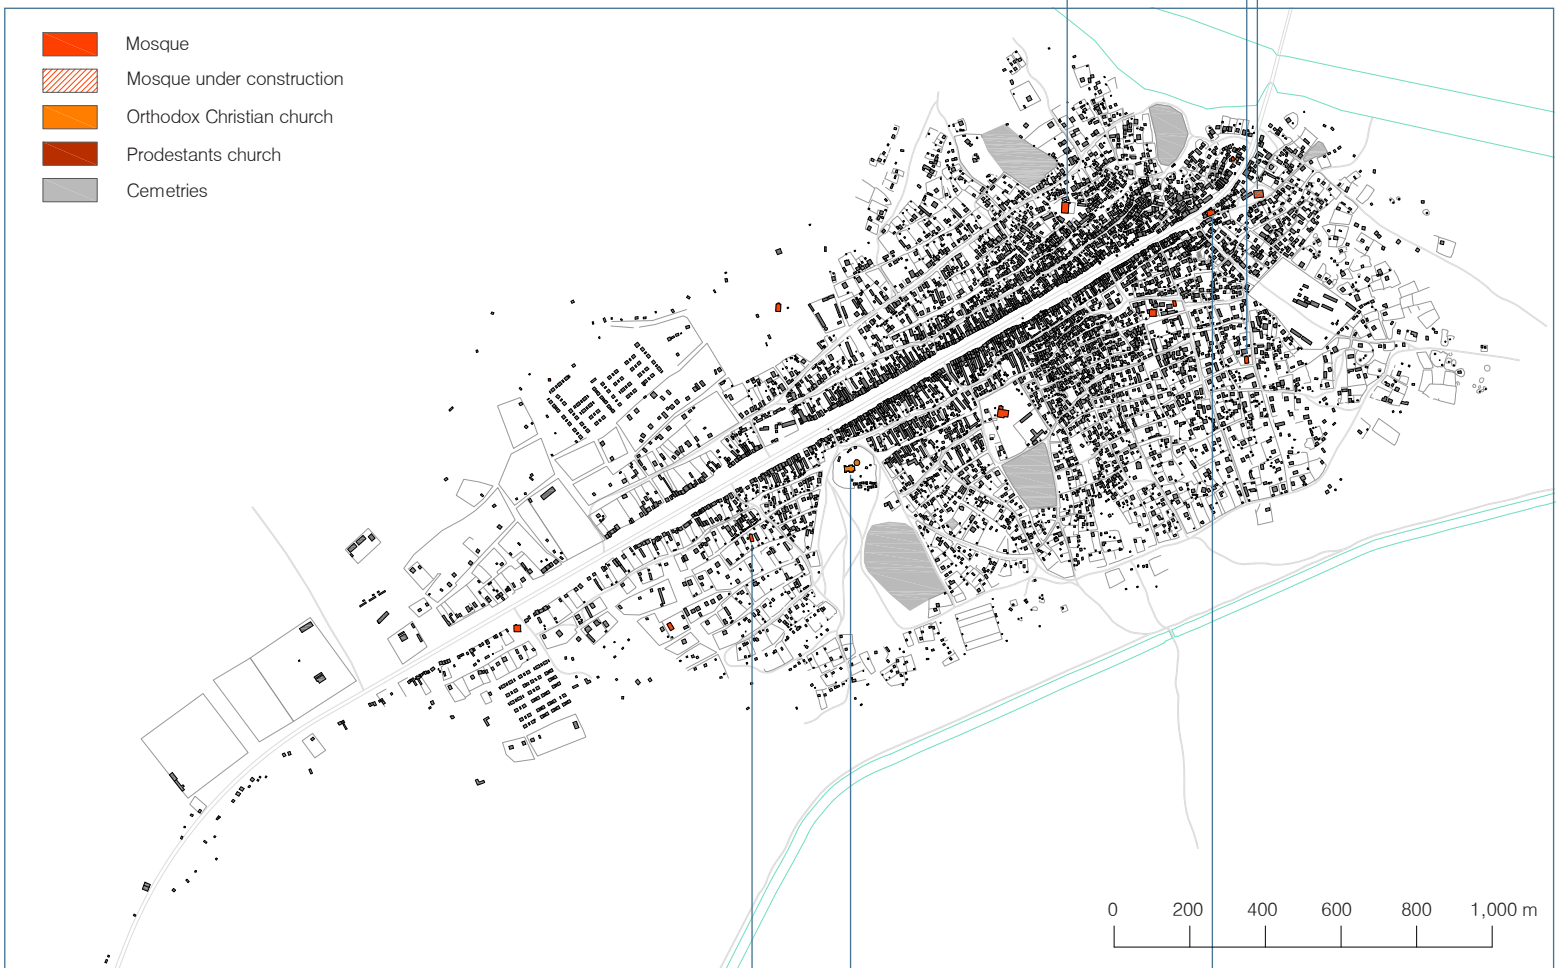 Mosque
Mosque under construction
Orthodox Christian church
Prodestants church
Cemetries
0 200 400 600 800 1,000 m